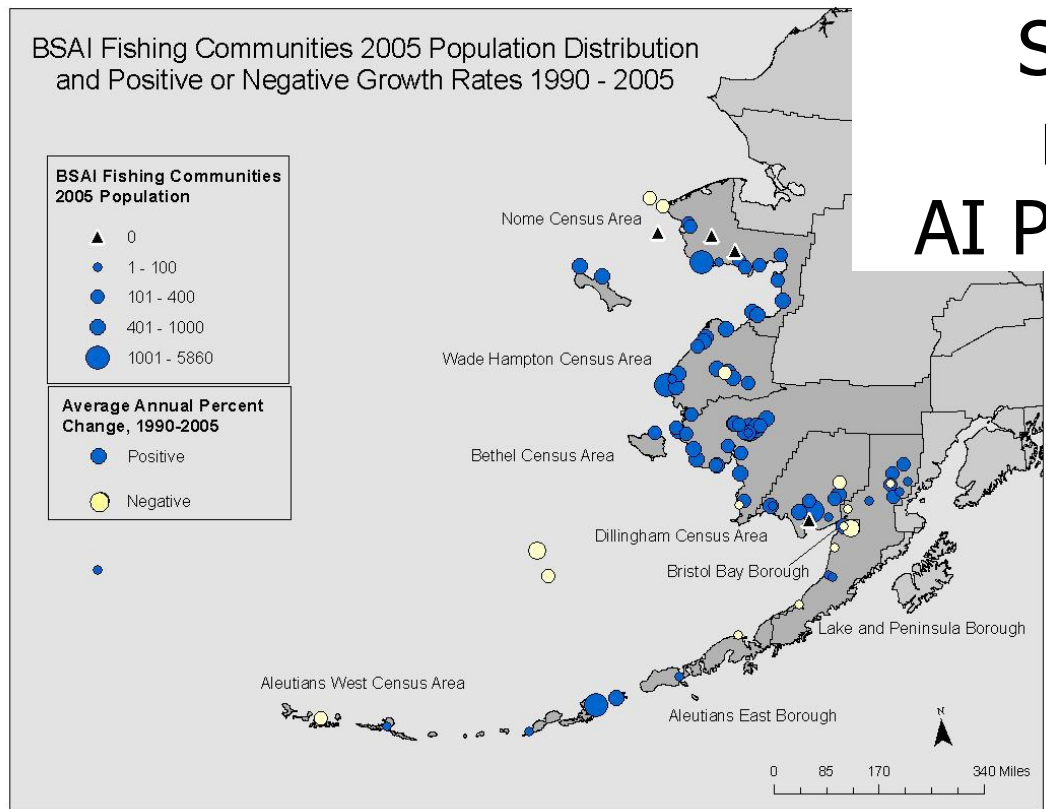 BSAI Fishing Communities 2005 Population Distribution
and Positive or Negative Growth Rates 1990 - 2005
S
AI P
BSAI Fishing Communities
2005 Population
0
1 - 100
101 - 400
401 - 1000
1001 - 5860
Average Annual Percent
Change, 1990-2005
Positive
Negative
Nome Census Area
Wade Hampton Census Area
Bethel Census Area
Dillingham Census Area
Bristol Bay Borough
Lake and Peninsula Borough
Aleutians West Census Area
Aleutians East Borough
N
0 85 170 340 Miles